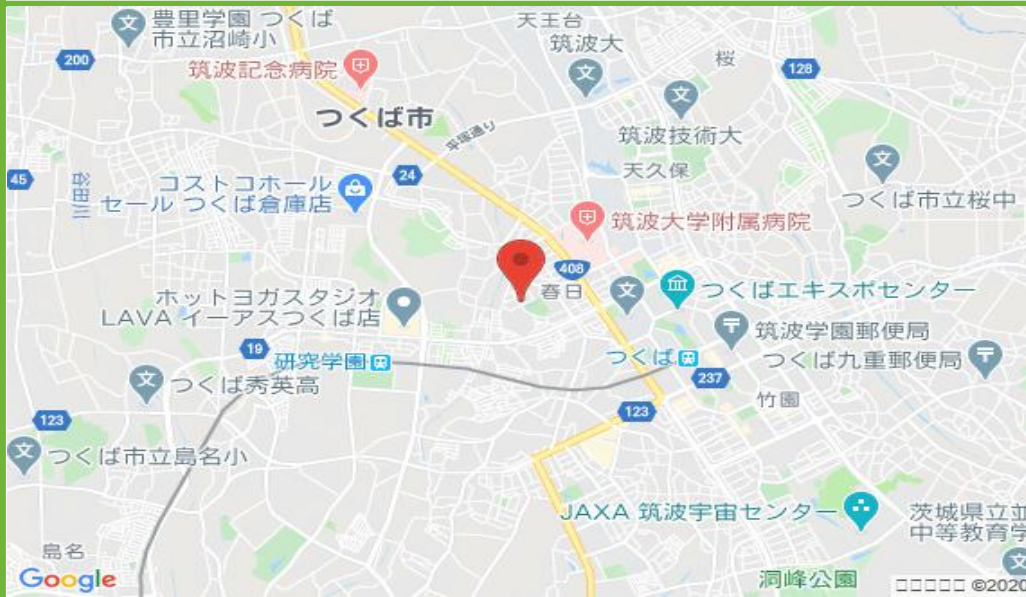 豊里学園 つくば
市立沼崎小
天王台
筑波大
200
筑波記念病院
桜
128
つくば市
平塚通り
筑波技術大
45
谷田川
24
天久保
コストコホール
セール つくば倉庫店
つくば市立桜中
筑波大学附属病院
408
春日
ホットヨガスタジオ
LAVA イーアスつくば店
つくばエキスポセンター
筑波学園郵便局
19
研究学園
つくば
つくば九重郵便局
つくば秀英高
237
123
123
竹園
つくば市立島名小
JAXA 筑波宇宙センター
茨城県立並
中等教育学
島名
Google
洞峰公園
□□□□□ ©2020